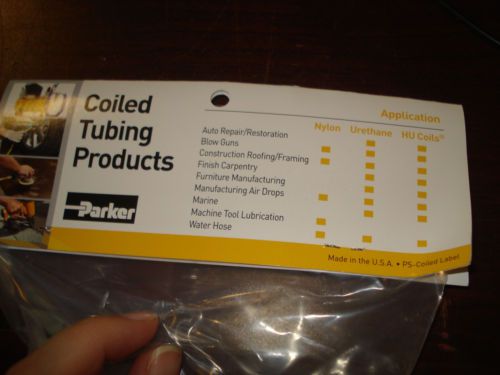 Coiled
Tubing
Products
Parker
Application
Nylon Urethane HU Coils®
Auto Repair/Restoration
Blow Guns
Construction Roofing/Framing
Finish Carpentry
Furniture Manufacturing
Manufacturing Air Drops
Marine
Machine Tool Lubrication
Water Hose
Made in the U.S.A. • PS-Coiled Label